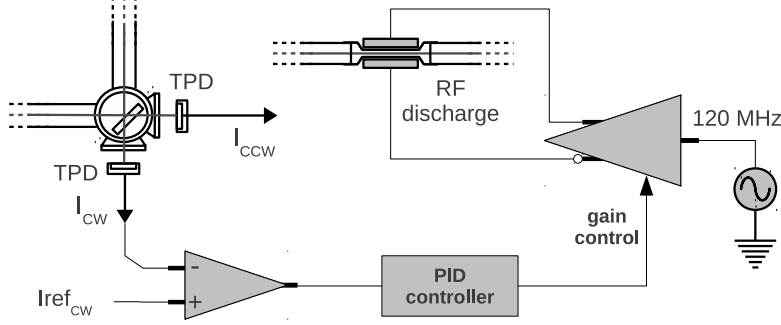 TPD
I_CCW
TPD
I_CW
RF
discharge
120 MHz
gain
control
-
+
Iref_CW
PID
controller